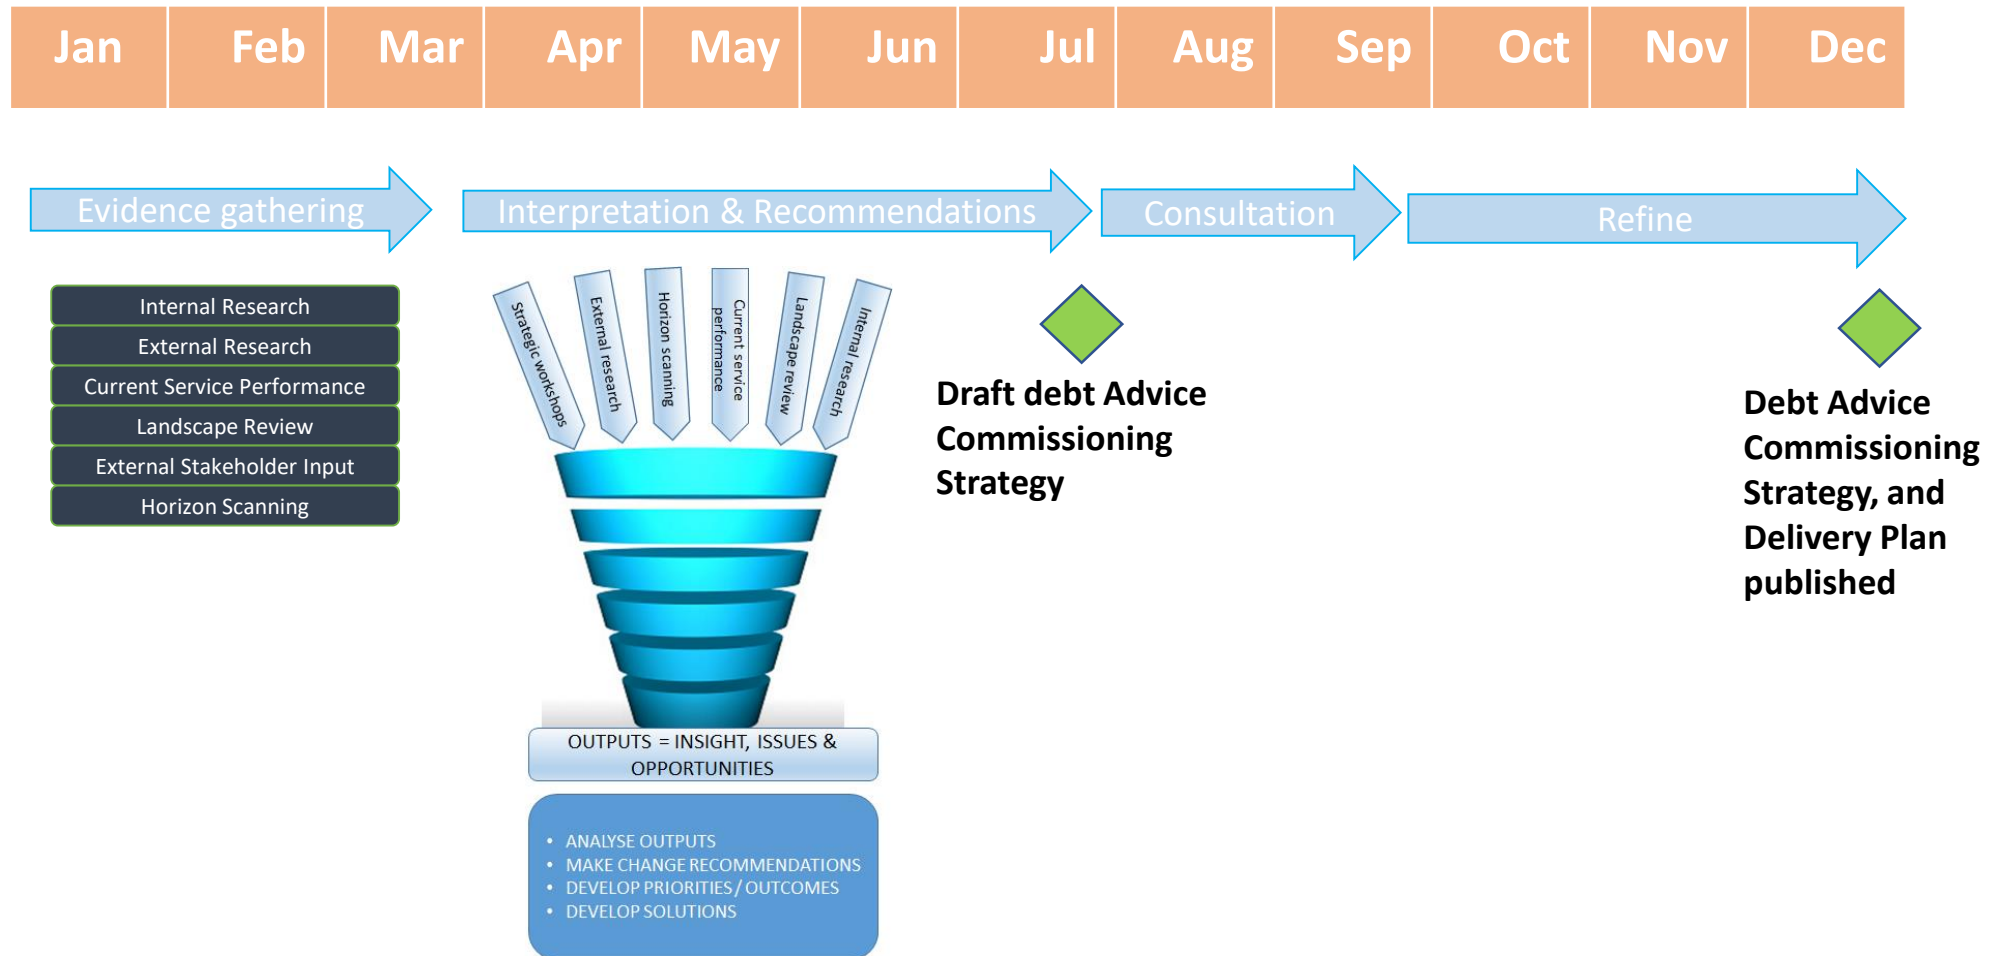 Jan Feb Mar Apr May Jun Jul Aug Sep Oct Nov Dec
Evidence gathering
Interpretation & Recommendations
Consultation
Refine
Internal Research
External Research
Current Service Performance
Landscape Review
External Stakeholder Input
Horizon Scanning
Strategic workshops
External research
Horizon scanning
Current service
performance
Landscape review
Internal research
OUTPUTS = INSIGHT, ISSUES &
OPPORTUNITIES
• ANALYSE OUTPUTS
• MAKE CHANGE RECOMMENDATIONS
• DEVELOP PRIORITIES / OUTCOMES
• DEVELOP SOLUTIONS
Draft debt Advice
Commissioning
Strategy
Debt Advice
Commissioning
Strategy, and
Delivery Plan
published